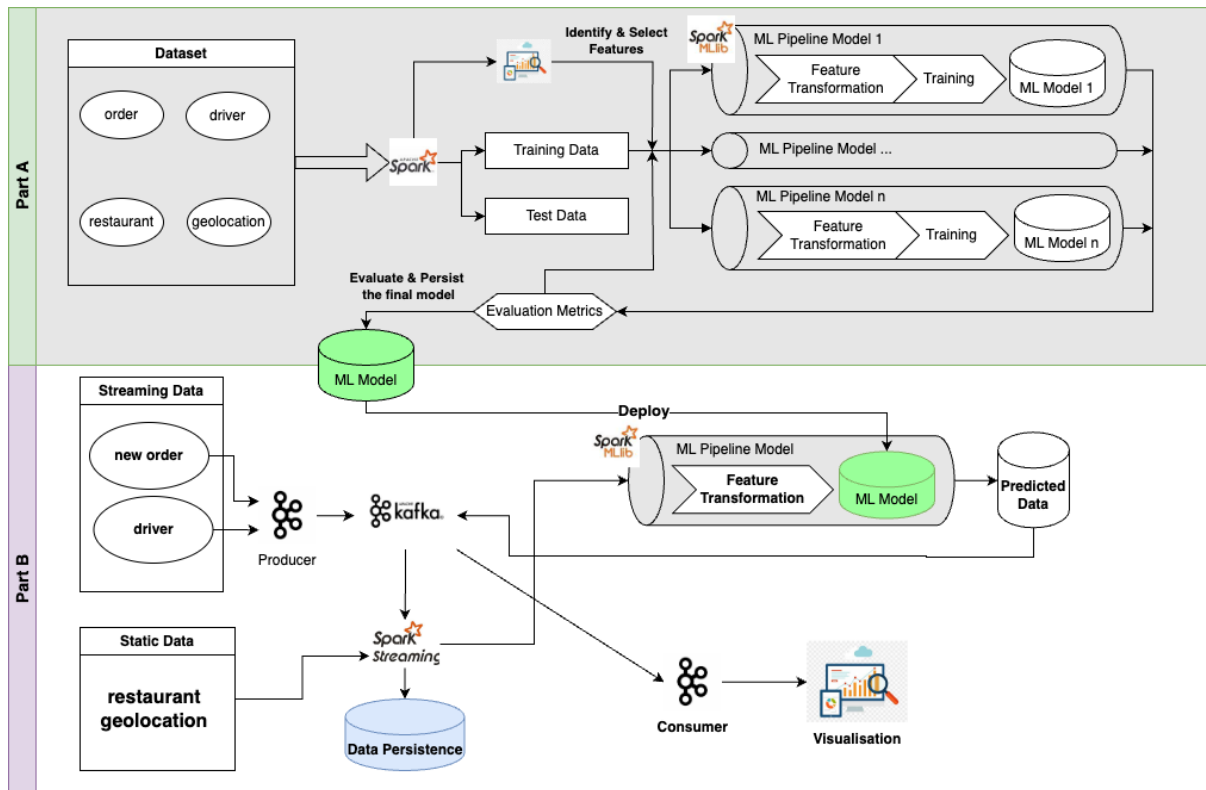 Part A
Dataset
order
driver
restaurant
geolocation
APACHE
Spark
Identify & Select
Features
Training Data
Test Data
Spark
MLlib
ML Pipeline Model 1
Feature
Transformation
Training
ML Model 1
ML Pipeline Model ...
ML Pipeline Model n
Feature
Transformation
Training
ML Model n
Evaluate & Persist
the final model
Evaluation Metrics
ML Model
Part B
Streaming Data
new order
driver
Producer
APACHE
kafka
Deploy
Spark
MLlib
ML Pipeline Model
Feature
Transformation
ML Model
Predicted
Data
Static Data
restaurant
geolocation
Spark
Streaming
Data Persistence
Consumer
Visualisation